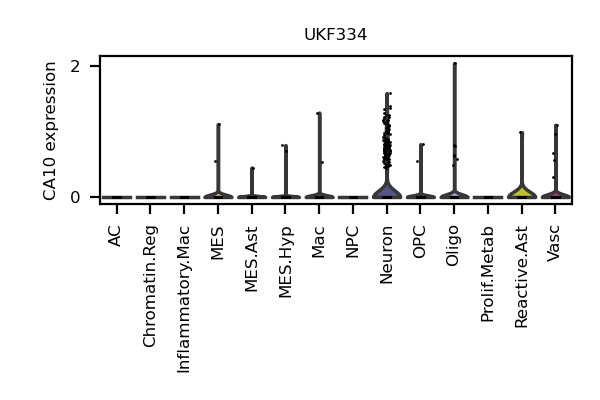 UKF334
CA10 expression
2
0
AC
Chromatin.Reg
Inflammatory.Mac
MES
MES.Ast
MES.Hyp
Mac
NPC
Neuron
OPC
Oligo
Prolif.Metab
Reactive.Ast
Vasc